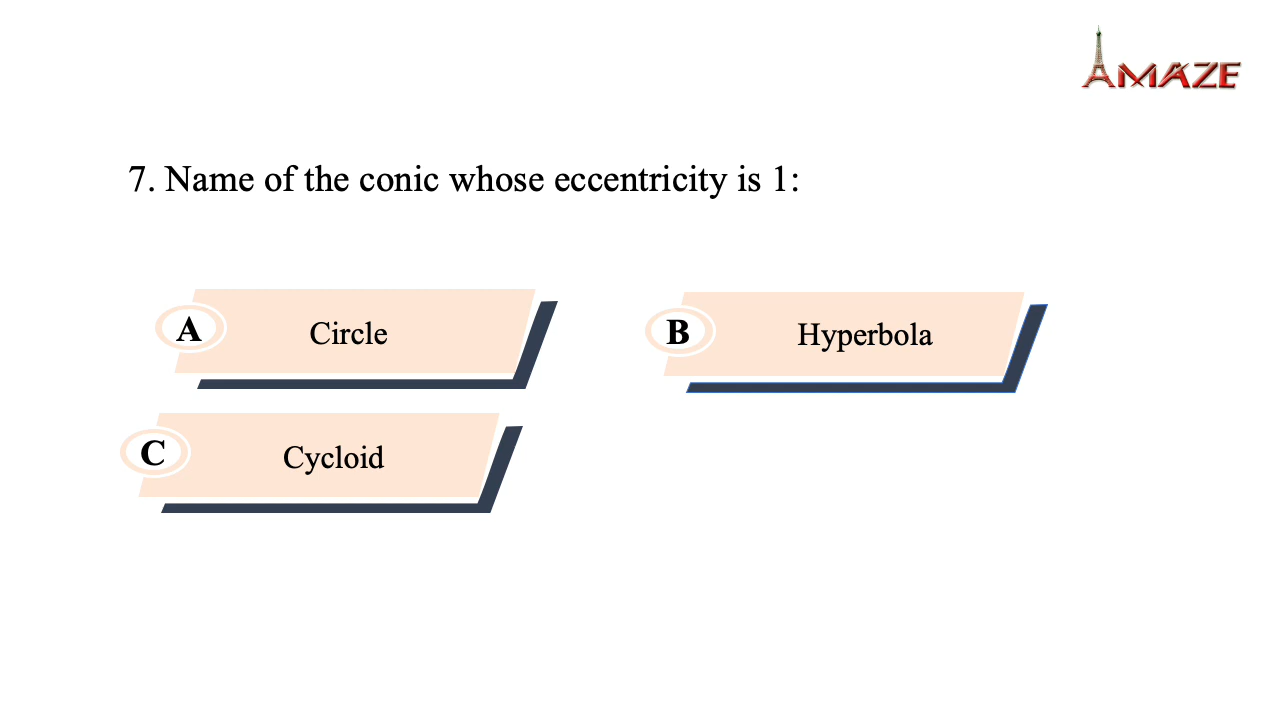 AMAZE
7. Name of the conic whose eccentricity is 1:
A Circle
B Hyperbola
C Cycloid